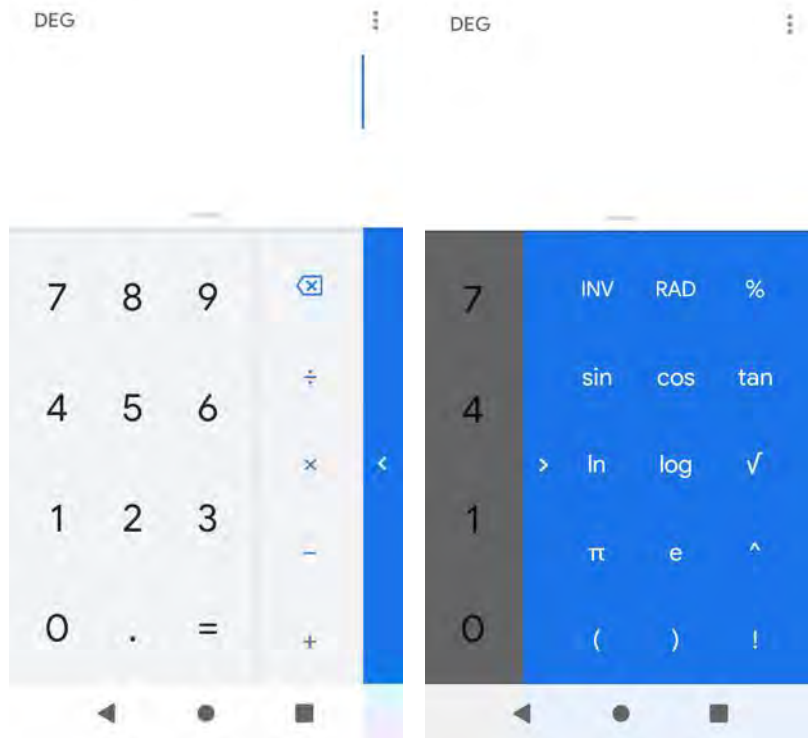 DEG
7 8 9
÷
4 5 6
×
1 2 3
−
0 . =
+
DEG
7 INV RAD %
sin cos tan
4
ln log √
1
π e ^
0 ( ) !